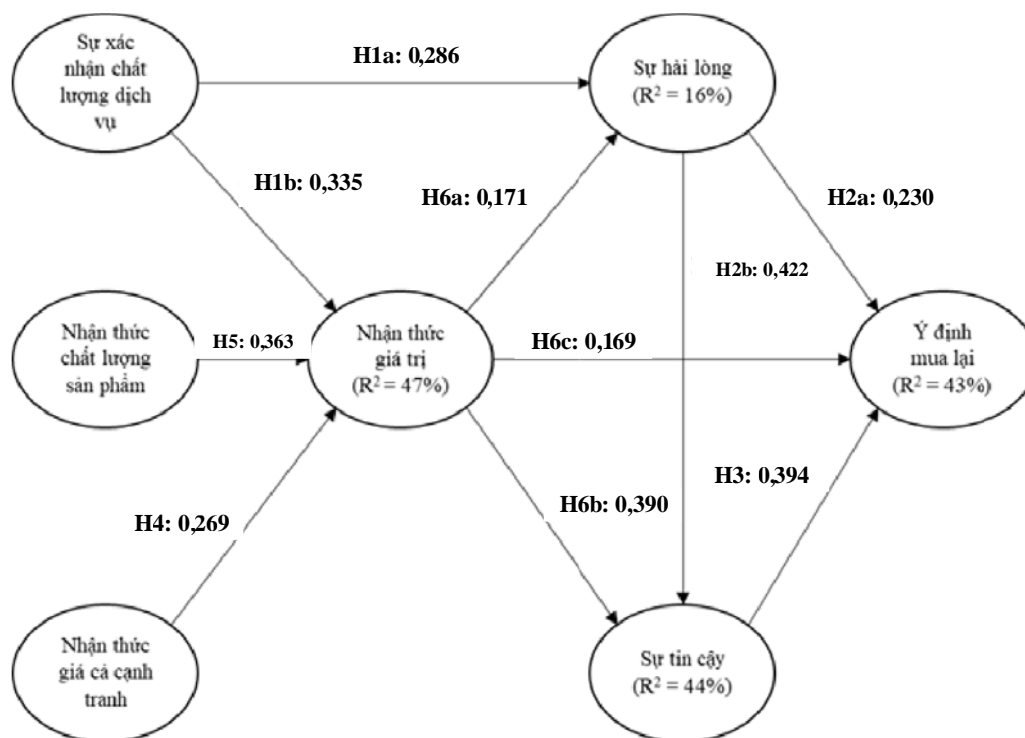 Sự xác
nhận chất
lượng dịch
vụ
H1a: 0,286
Sự hài lòng
(R² = 16%)
H1b: 0,335
H6a: 0,171
H2a: 0,230
H2b: 0,422
Nhận thức
chất lượng
sản phẩm
H5: 0,363
Nhận thức
giá trị
(R² = 47%)
H6c: 0,169
Ý định
mua lại
(R² = 43%)
H4: 0,269
H6b: 0,390
H3: 0,394
Nhận thức
giá cả cạnh
tranh
Sự tin cậy
(R² = 44%)